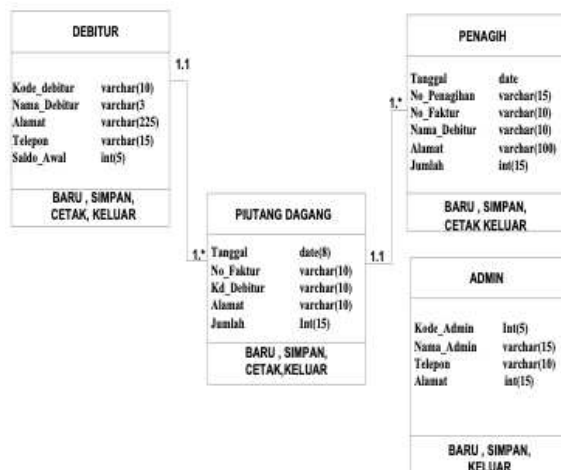 DEBITUR
Kode_debitur varchar(10)
Nama_Debitur varchar(3
Alamat varchar(225)
Telepon varchar(15)
Saldo_Awal int(5)
BARU , SIMPAN,
CETAK, KELUAR
1.1
1.*
PIUTANG DAGANG
Tanggal date(8)
No_Faktur varchar(10)
Kd_Debitur varchar(10)
Alamat varchar(10)
Jumlah Int(15)
BARU , SIMPAN,
CETAK,KELUAR
1.1
1.*
PENAGIH
Tanggal date
No_Penagihan varchar(15)
No_Faktur varchar(10)
Nama_Debitur varchar(10)
Alamat varchar(100)
Jumlah int(15)
BARU , SIMPAN,
CETAK KELUAR
ADMIN
Kode_Admin Int(5)
Nama_Admin varchar(15)
Telepon varchar(10)
Alamat int(15)
BARU , SIMPAN,
KELUAR